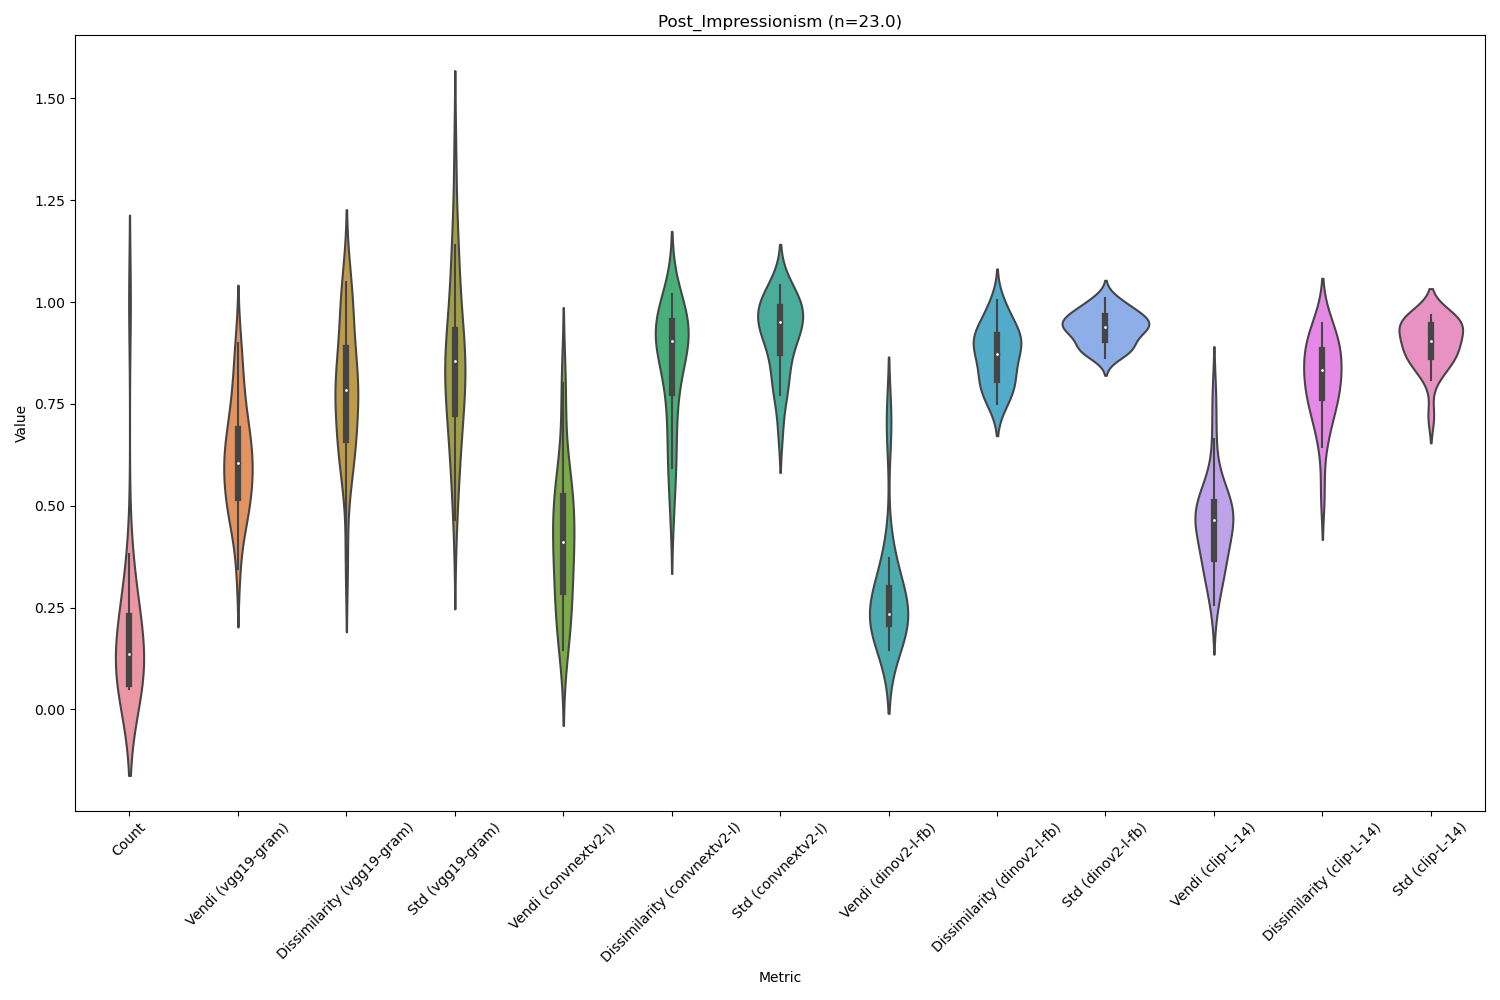 Post_Impressionism (n=23.0)
Value
1.50
1.25
1.00
0.75
0.50
0.25
0.00
Count
Vendi (vgg19-gram)
Dissimilarity (vgg19-gram)
Std (vgg19-gram)
Vendi (convnextv2-l)
Dissimilarity (convnextv2-l)
Std (convnextv2-l)
Vendi (dinov2-l-fb)
Dissimilarity (dinov2-l-fb)
Std (dinov2-l-fb)
Vendi (clip-L-14)
Dissimilarity (clip-L-14)
Std (clip-L-14)
Metric